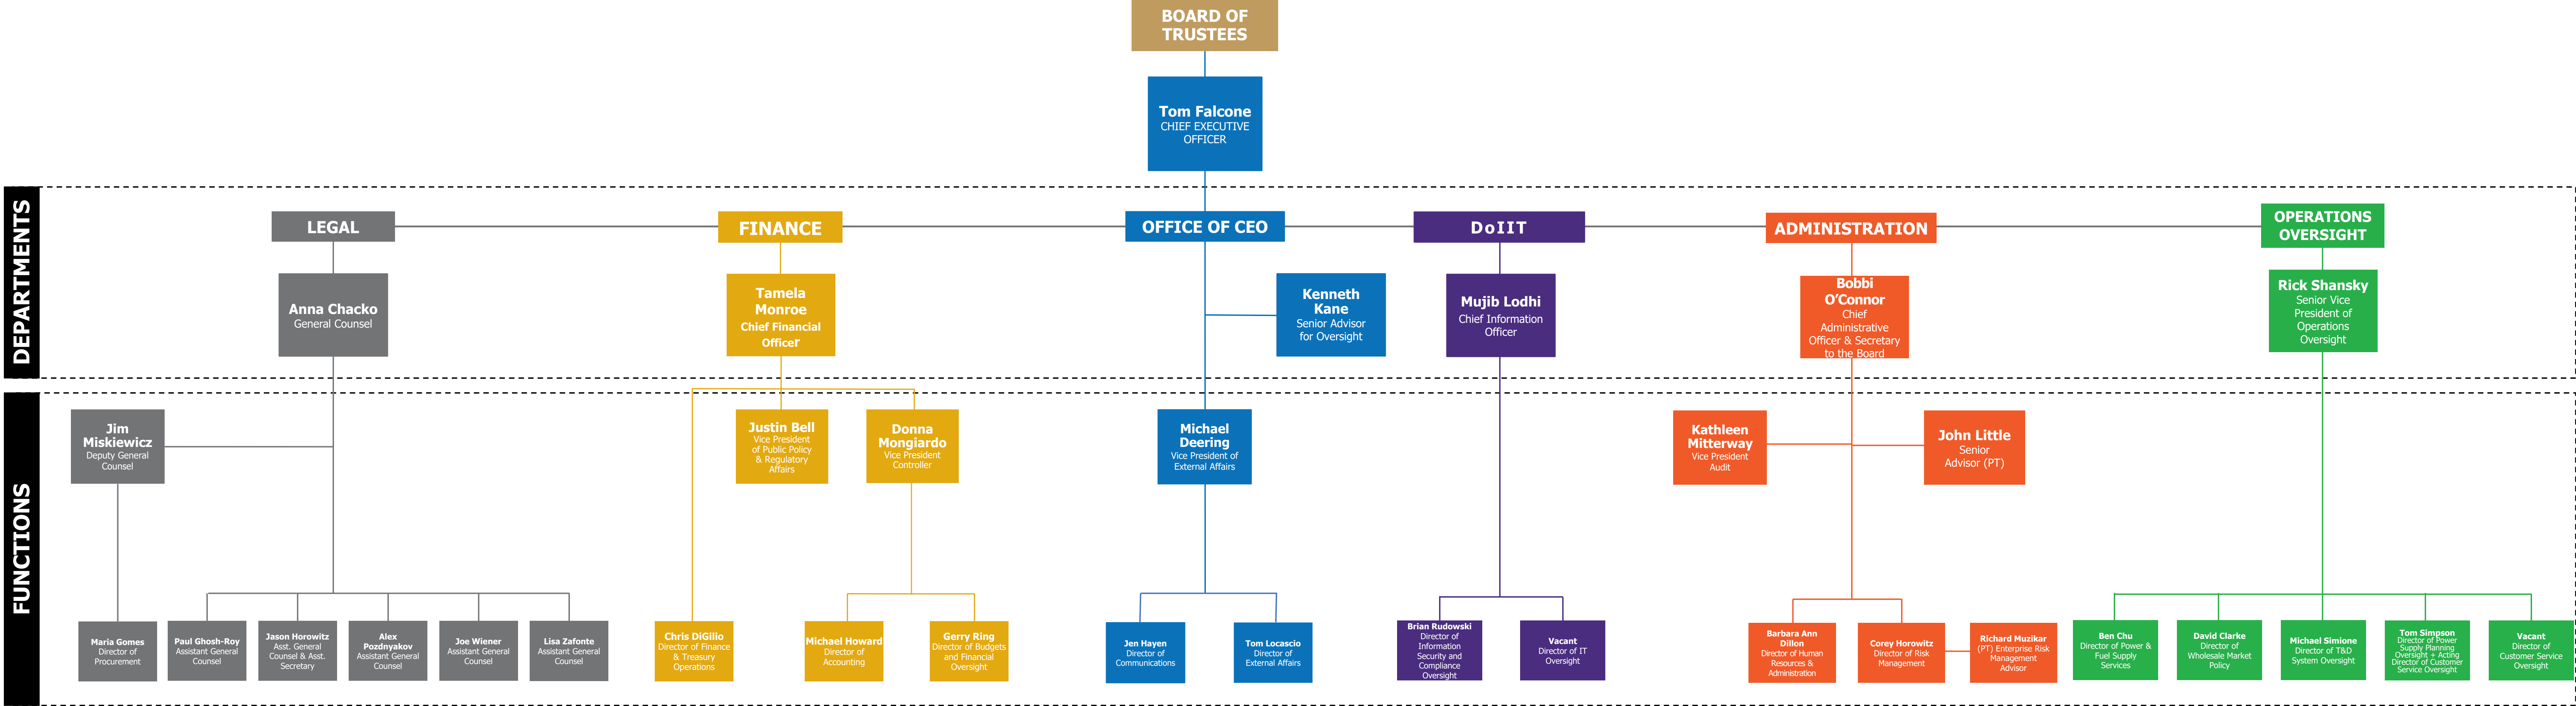 BOARD OF
TRUSTEES
Tom Falcone
CHIEF EXECUTIVE
OFFICER
DEPARTMENTS
LEGAL
FINANCE
OFFICE OF CEO
DoIIT
ADMINISTRATION
OPERATIONS
OVERSIGHT
Anna Chacko
General Counsel
Tamela
Monroe
Chief Financial
Officer
Kenneth
Kane
Senior Advisor
for Oversight
Mujib Lodhi
Chief Information
Officer
Bobbi
O’Connor
Chief
Administrative
Officer & Secretary
to the Board
Rick Shansky
Senior Vice
President of
Operations
Oversight
FUNCTIONS
Jim
Miskiewicz
Deputy General
Counsel
Justin Bell
Vice President
of Public Policy
& Regulatory
Affairs
Donna
Mongiardo
Vice President
Controller
Michael
Deering
Vice President of
External Affairs
Kathleen
Mitterway
Vice President
Audit
John Little
Senior
Advisor (PT)
Maria Gomes
Director of
Procurement
Paul Ghosh-Roy
Assistant General
Counsel
Jason Horowitz
Asst. General
Counsel & Asst.
Secretary
Alex
Pozdnyakov
Assistant General
Counsel
Joe Wiener
Assistant General
Counsel
Lisa Zafonte
Assistant General
Counsel
Chris DiGilio
Director of Finance
& Treasury
Operations
Michael Howard
Director of
Accounting
Gerry Ring
Director of Budgets
and Financial
Oversight
Jen Hayen
Director of
Communications
Tom Locascio
Director of
External Affairs
Brian Rudowski
Director of
Information
Security and
Compliance
Oversight
Vacant
Director of IT
Oversight
Barbara Ann
Dillon
Director of Human
Resources &
Administration
Corey Horowitz
Director of Risk
Management
Richard Muzikar
(PT) Enterprise Risk
Management
Advisor
Ben Chu
Director of Power &
Fuel Supply
Services
David Clarke
Director of
Wholesale Market
Policy
Michael Simione
Director of T&D
System Oversight
Tom Simpson
Director of Power
Supply Planning
Oversight + Acting
Director of Customer
Service Oversight
Vacant
Director of
Customer Service
Oversight